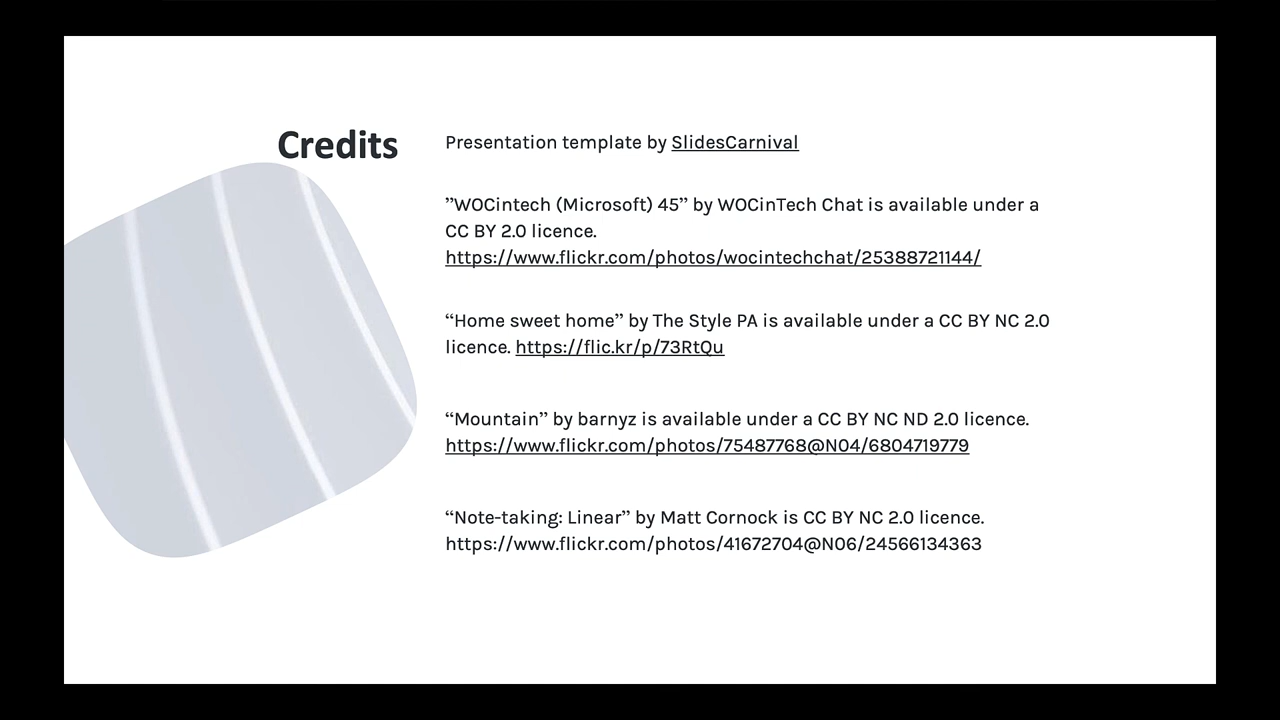 Credits
Presentation template by SlidesCarnival
”WOCintech (Microsoft) 45” by WOCinTech Chat is available under a
CC BY 2.0 licence.
https://www.flickr.com/photos/wocintechchat/25388721144/
“Home sweet home” by The Style PA is available under a CC BY NC 2.0
licence. https://flic.kr/p/73RtQu
“Mountain” by barnyz is available under a CC BY NC ND 2.0 licence.
https://www.flickr.com/photos/75487768@N04/6804719779
“Note-taking: Linear” by Matt Cornock is CC BY NC 2.0 licence.
https://www.flickr.com/photos/41672704@N06/24566134363